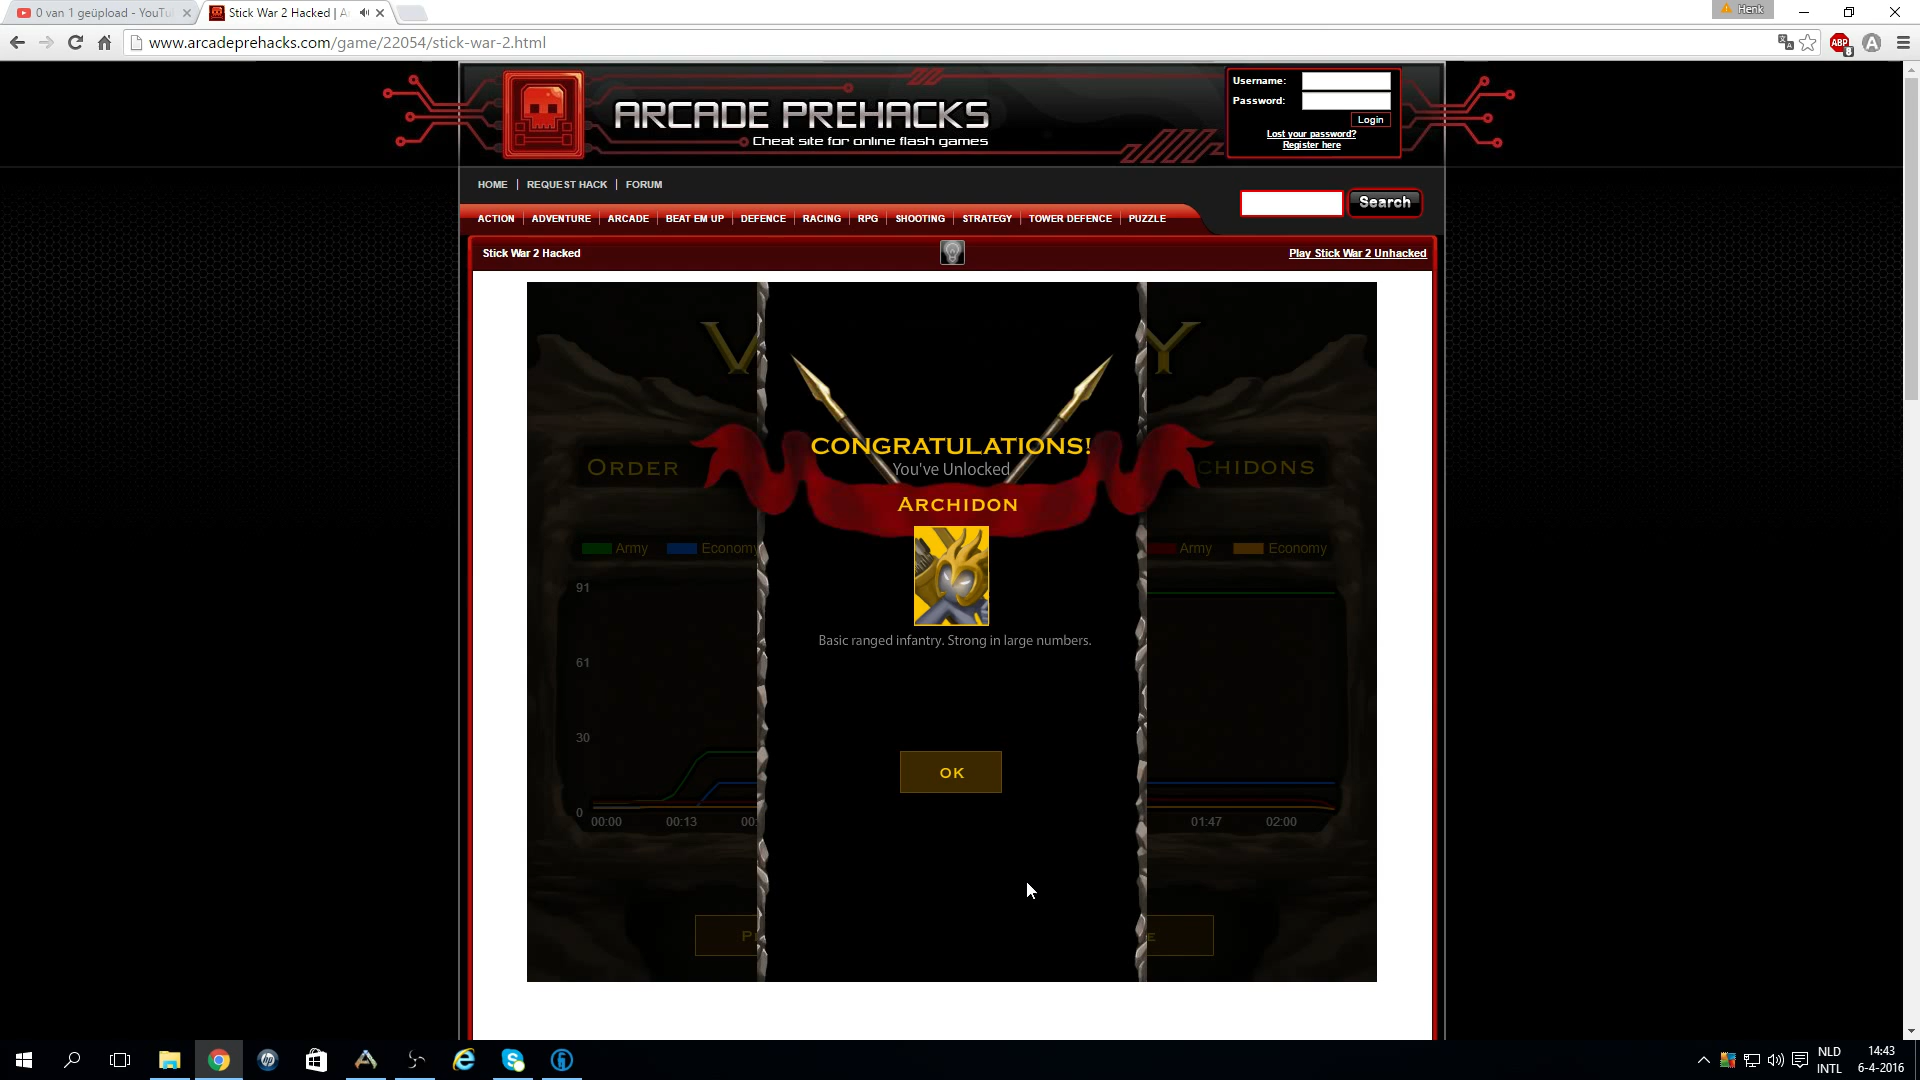 0 van 1 geüpload - YouTu
Stick War 2 Hacked | A
Henk
www.arcadeprehacks.com/game/22054/stick-war-2.html
ABP
8
A
ARCADE PREHACKS
Cheat site for online flash games
Username:
Password:
Login
Lost your password?
Register here
HOME | REQUEST HACK | FORUM
Search
ACTION ADVENTURE ARCADE BEAT EM UP DEFENCE RACING RPG SHOOTING STRATEGY TOWER DEFENCE PUZZLE
Stick War 2 Hacked
Play Stick War 2 Unhacked
V Y
CONGRATULATIONS!
You've Unlocked
ORDER
CHIDONS
ARCHIDON
Army Economy
Army Economy
91
Basic ranged infantry. Strong in large numbers.
61
30
OK
0
00:00 00:13 00:
01:47 02:00
P
E
NLD
INTL
14:43
6-4-2016